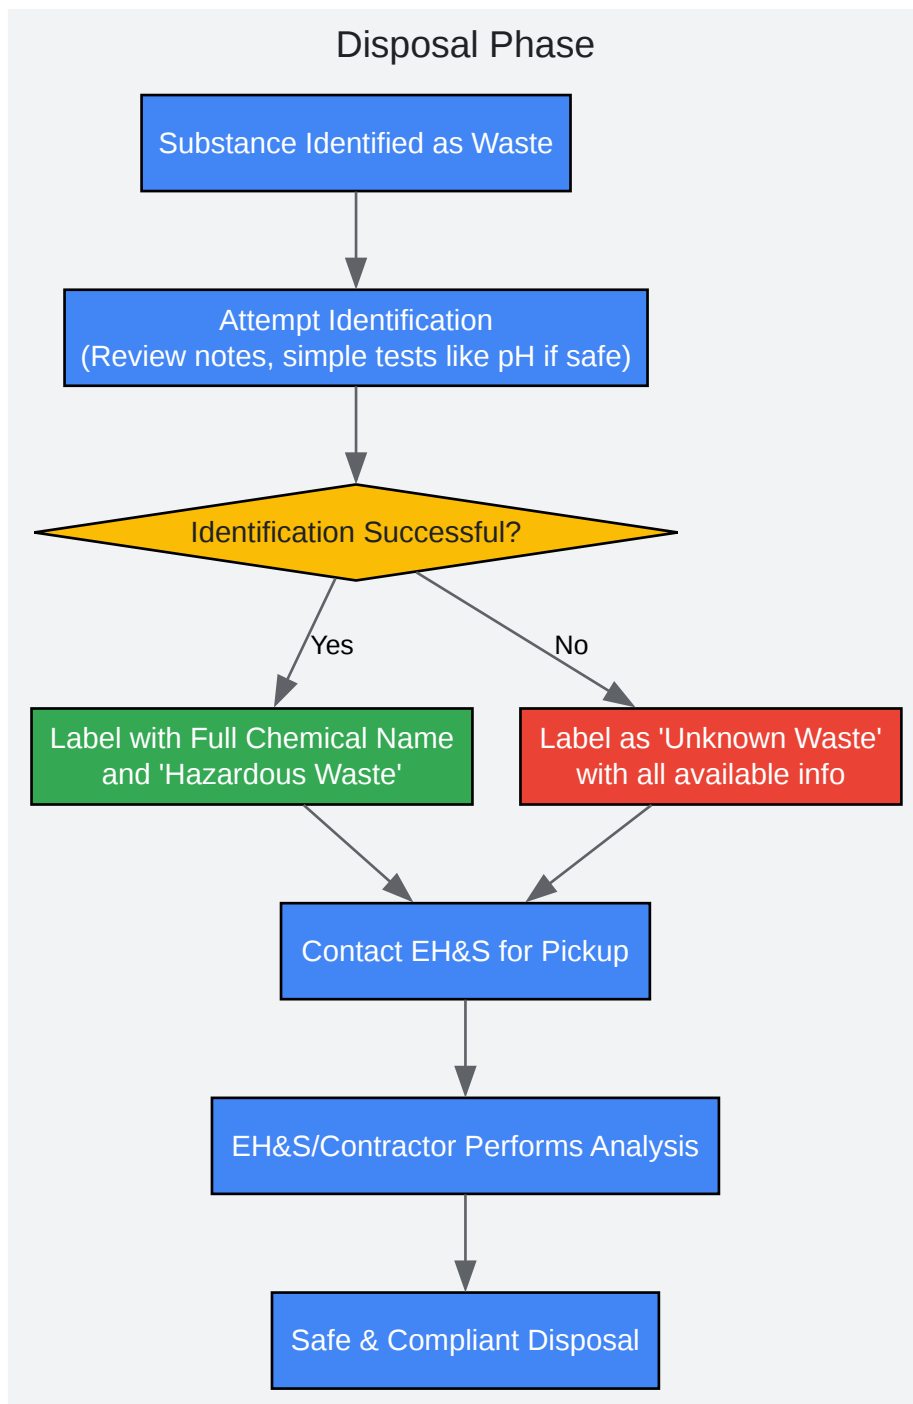 Disposal Phase
Substance Identified as Waste
Attempt Identification
(Review notes, simple tests like pH if safe)
Identification Successful?
Yes
No
Label with Full Chemical Name
and 'Hazardous Waste'
Label as 'Unknown Waste'
with all available info
Contact EH&S for Pickup
EH&S/Contractor Performs Analysis
Safe & Compliant Disposal